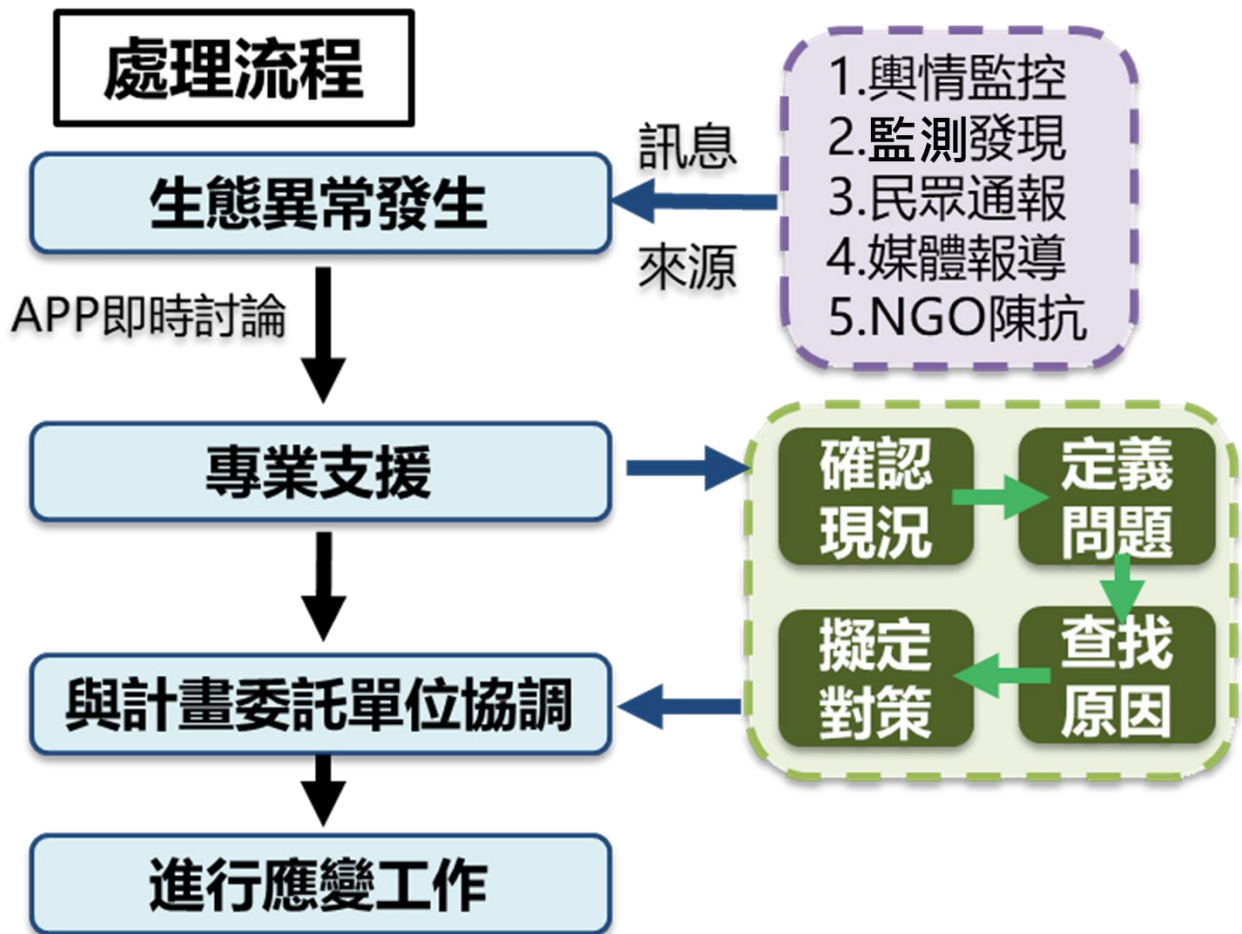 處理流程
生態異常發生
訊息
來源
1.輿情監控
2.監測發現
3.民眾通報
4.媒體報導
5.NGO陳抗
APP即時討論
專業支援
確認
現況
定義
問題
查找
原因
擬定
對策
與計畫委託單位協調
進行應變工作